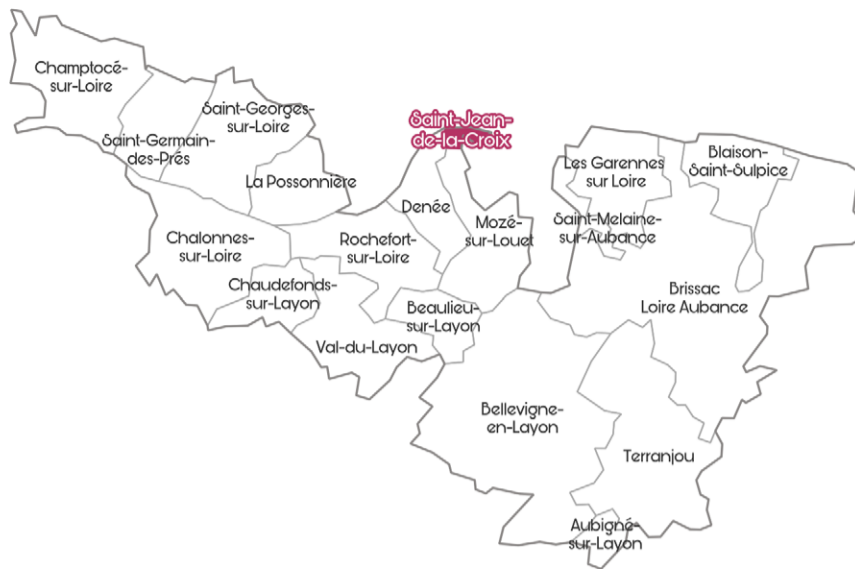 Champtocé-
sur-Loire
Saint-Georges-
sur-Loire
Saint-Germain-
des-Prés
La Possonnière
Saint-Jean-
de-la-Croix
Les Garennes
sur Loire
Blaison-
Saint-Sulpice
Denée
Mozé-
sur-Louet
Saint-Melaine-
sur-Aubance
Chalonnes-
sur-Loire
Rochefort-
sur-Loire
Chaudefonds-
sur-Layon
Beaulieu-
sur-Layon
Brissac
Loire Aubance
Val-du-Layon
Bellevigne-
en-Layon
Terranjou
Aubigné-
sur-Layon